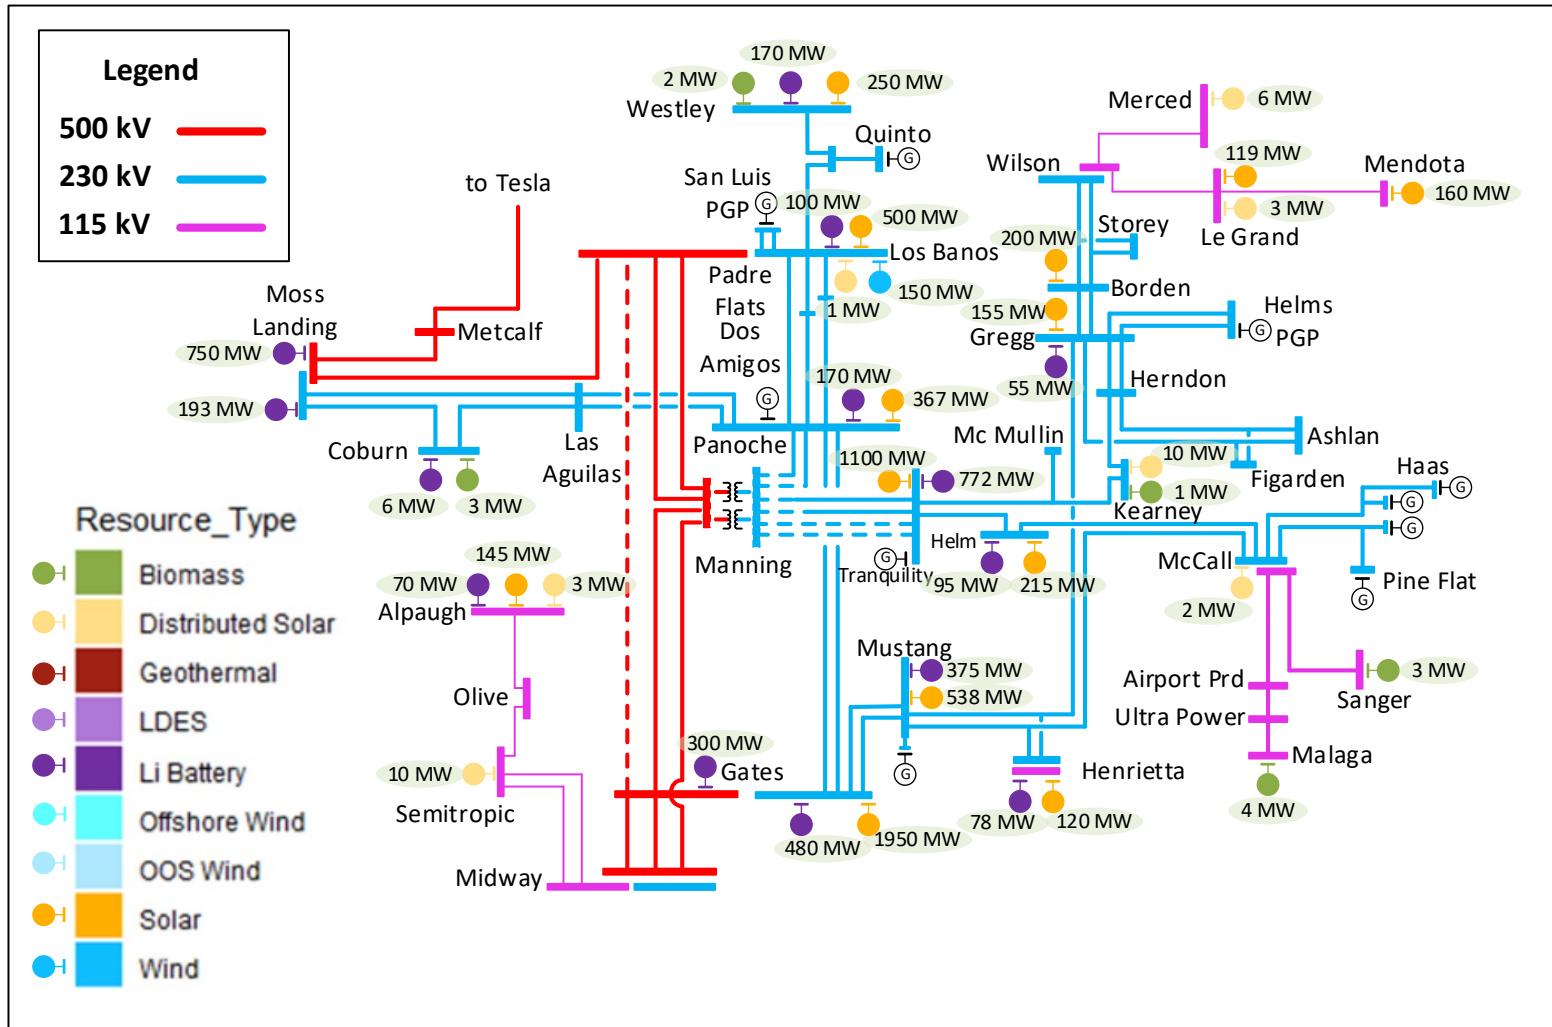 Legend
500 kV
230 kV
115 kV
170 MW
2 MW
250 MW
Westley
Quinto
G
to Tesla
San Luis
PGP
G
100 MW
500 MW
Los Banos
Padre
Flats
Dos
Amigos
G
1 MW
150 MW
Merced
6 MW
Wilson
119 MW
Mendota
160 MW
3 MW
Le Grand
Storey
200 MW
Borden
155 MW
Gregg
55 MW
Helms
PGP
G
Herndon
Moss
Landing
750 MW
Metcalf
193 MW
Coburn
6 MW
3 MW
Las
Aguilas
170 MW
367 MW
Panoche
Mc Mullin
Ashlan
Figarden
10 MW
1 MW
Kearney
Haas
G
G
G
Pine Flat
G
1100 MW
772 MW
Manning
G
Tranquility
Helm
95 MW
215 MW
McCall
2 MW
Resource_Type
Biomass
Distributed Solar
Geothermal
LDES
Li Battery
Offshore Wind
OOS Wind
Solar
Wind
145 MW
70 MW
3 MW
Alpaugh
Olive
10 MW
Semitropic
Midway
300 MW
Gates
480 MW
1950 MW
Mustang
375 MW
538 MW
G
Henrietta
78 MW
120 MW
Airport Prd
Ultra Power
Malaga
4 MW
Sanger
3 MW